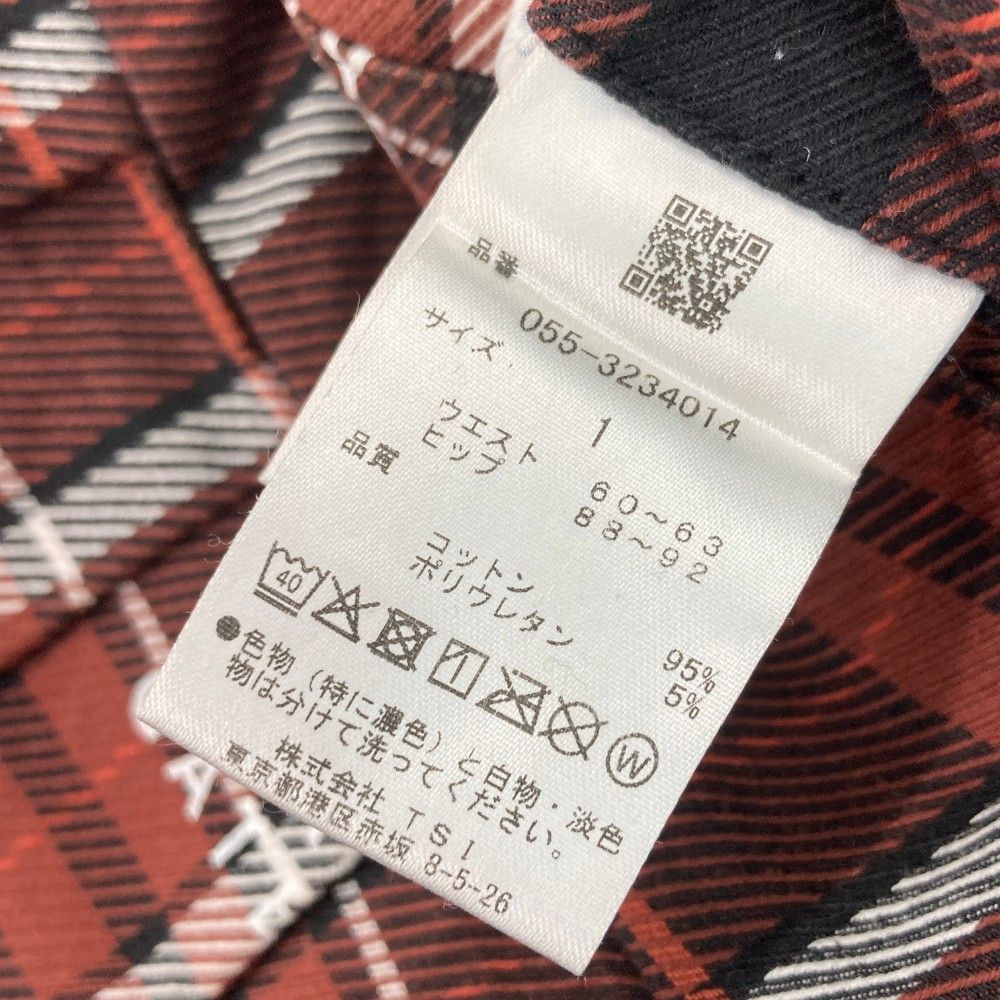 品番
055-3234014
サイズ 1
ウエスト 60～63
ヒップ 88～92
品質
コットン 95%
ポリウレタン 5%
40
W
●色物（特に濃色）と白物・淡色
物は分けて洗ってください。
株式会社 TSI
東京都港区赤坂 8-5-26